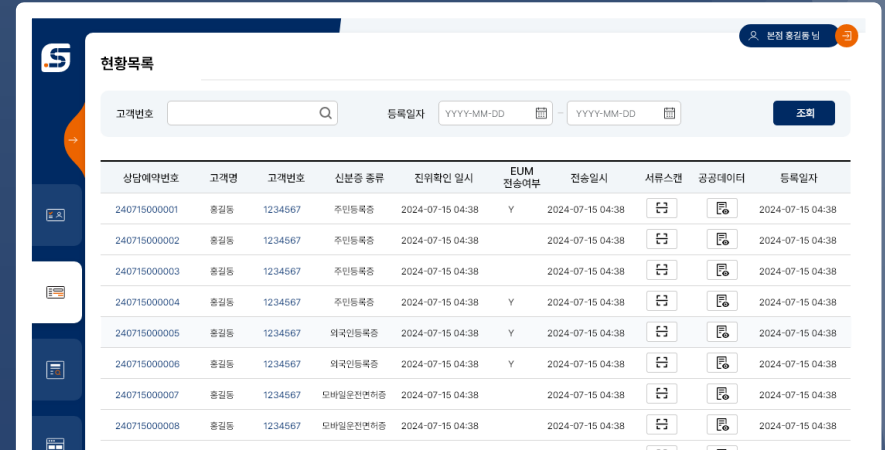 본점 홍길동 님
현황목록
고객번호 등록일자 YYYY-MM-DD – YYYY-MM-DD 조회
상담예약번호 고객명 고객번호 신분증 종류 진위확인 일시 EUM 전송여부 전송일시 서류스캔 공공데이터 등록일자
240715000001 홍길동 1234567 주민등록증 2024-07-15 04:38 Y 2024-07-15 04:38 2024-07-15 04:38
240715000002 홍길동 1234567 주민등록증 2024-07-15 04:38 2024-07-15 04:38 2024-07-15 04:38
240715000003 홍길동 1234567 주민등록증 2024-07-15 04:38 2024-07-15 04:38 2024-07-15 04:38
240715000004 홍길동 1234567 주민등록증 2024-07-15 04:38 Y 2024-07-15 04:38 2024-07-15 04:38
240715000005 홍길동 1234567 외국인등록증 2024-07-15 04:38 Y 2024-07-15 04:38 2024-07-15 04:38
240715000006 홍길동 1234567 외국인등록증 2024-07-15 04:38 Y 2024-07-15 04:38 2024-07-15 04:38
240715000007 홍길동 1234567 모바일운전면허증 2024-07-15 04:38 2024-07-15 04:38 2024-07-15 04:38
240715000008 홍길동 1234567 모바일운전면허증 2024-07-15 04:38 2024-07-15 04:38 2024-07-15 04:38